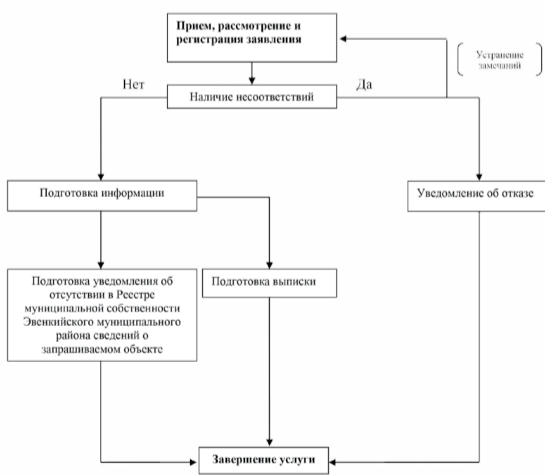 Прием, рассмотрение и
регистрация заявления
Устранение
замечаний
Нет
Наличие несоответствий
Да
Подготовка информации
Уведомление об отказе
Подготовка уведомления об
отсутствии в Реестре
муниципальной собственности
Эвенкийского муниципального
района сведений о
запрашиваемом объекте
Подготовка выписки
Завершение услуги